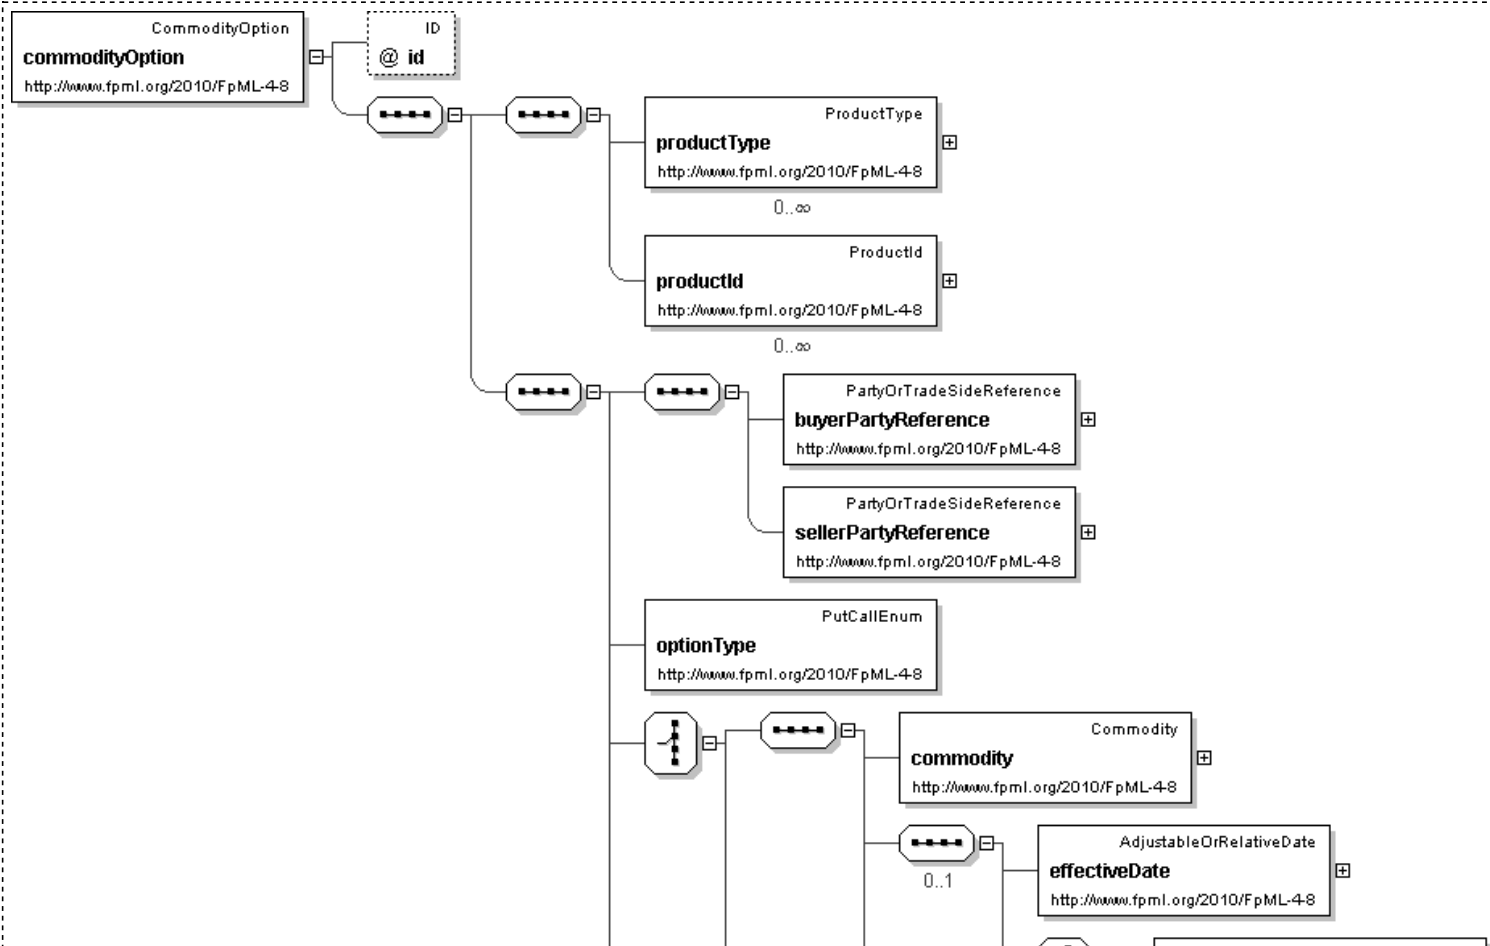 CommodityOption
commodityOption
http://www.fpml.org/2010/FpML-4-8
ID
@ id
ProductType
productType
http://www.fpml.org/2010/FpML-4-8
0..∞
ProductId
productId
http://www.fpml.org/2010/FpML-4-8
0..∞
PartyOrTradeSideReference
buyerPartyReference
http://www.fpml.org/2010/FpML-4-8
PartyOrTradeSideReference
sellerPartyReference
http://www.fpml.org/2010/FpML-4-8
PutCallEnum
optionType
http://www.fpml.org/2010/FpML-4-8
Commodity
commodity
http://www.fpml.org/2010/FpML-4-8
0..1
AdjustableOrRelativeDate
effectiveDate
http://www.fpml.org/2010/FpML-4-8